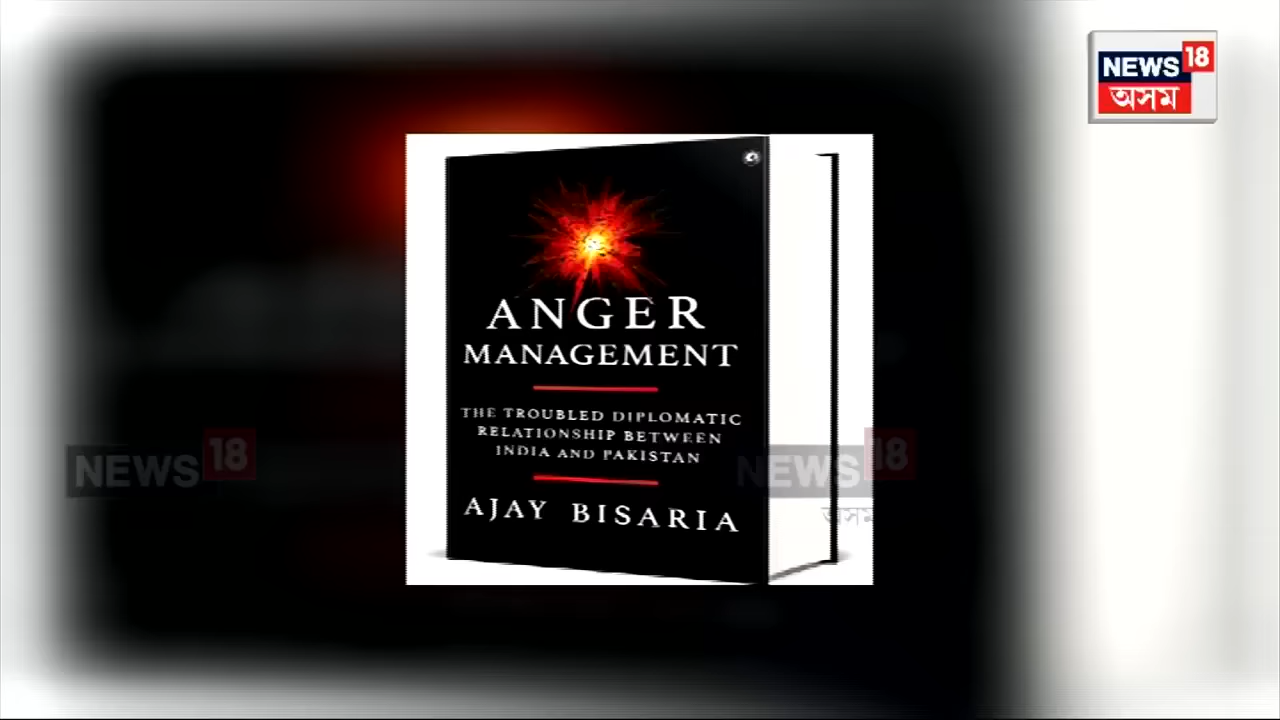 NEWS 18
অসম
ANGER
MANAGEMENT
THE TROUBLED DIPLOMATIC
RELATIONSHIP BETWEEN
INDIA AND PAKISTAN
AJAY BISARIA
NEWS 18
NEWS 18
অসম